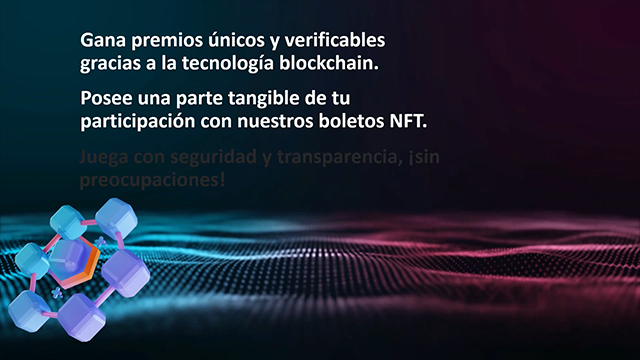 Gana premios únicos y verificables
gracias a la tecnología blockchain.
Posee una parte tangible de tu
participación con nuestros boletos NFT.
Juega con seguridad y transparencia, ¡sin
preocupaciones!